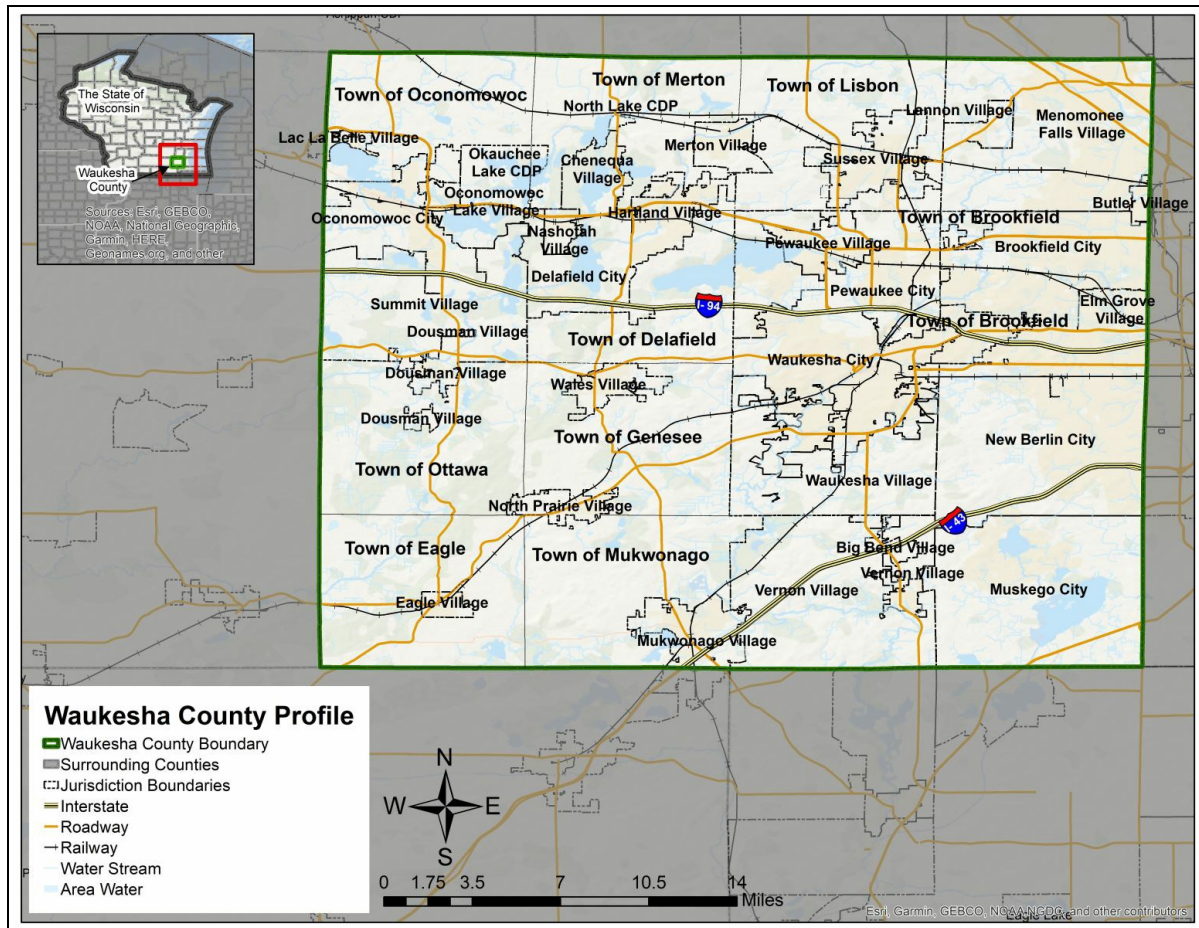 Ashippun CDP
The State of
Wisconsin
Waukesha
County
Sources: Esri, GEBCO,
NOAA, National Geographic,
Garmin, HERE,
Geonames.org, and other
Town of Merton
Town of Lisbon
Town of Oconomowoc
North Lake CDP
Lannon Village
Menomonee
Falls Village
Lac La Belle Village
Okauchee
Lake CDP
Chenequa
Village
Merton Village
Sussex Village
Oconomowoc
Lake Village
Oconomowoc City
Hartland Village
Town of Brookfield
Butler Village
Nashotah
Village
Pewaukee Village
Brookfield City
Delafield City
Pewaukee City
Summit Village
I-94
Elm Grove
Village
Dousman Village
Town of Delafield
Town of Brookfield
Waukesha City
Dousman Village
Wales Village
Dousman Village
Town of Genesee
New Berlin City
Town of Ottawa
Waukesha Village
North Prairie Village
I-43
Town of Eagle
Town of Mukwonago
Big Bend Village
Vernon Village
Vernon Village
Muskego City
Eagle Village
Mukwonago Village
Waukesha County Profile
Waukesha County Boundary
Surrounding Counties
Jurisdiction Boundaries
Interstate
Roadway
Railway
Water Stream
Area Water
N
W E
S
0 1.75 3.5 7 10.5 14
Miles
Esri, Garmin, GEBCO, NOAA NGDC, and other contributors
Eagle Lake